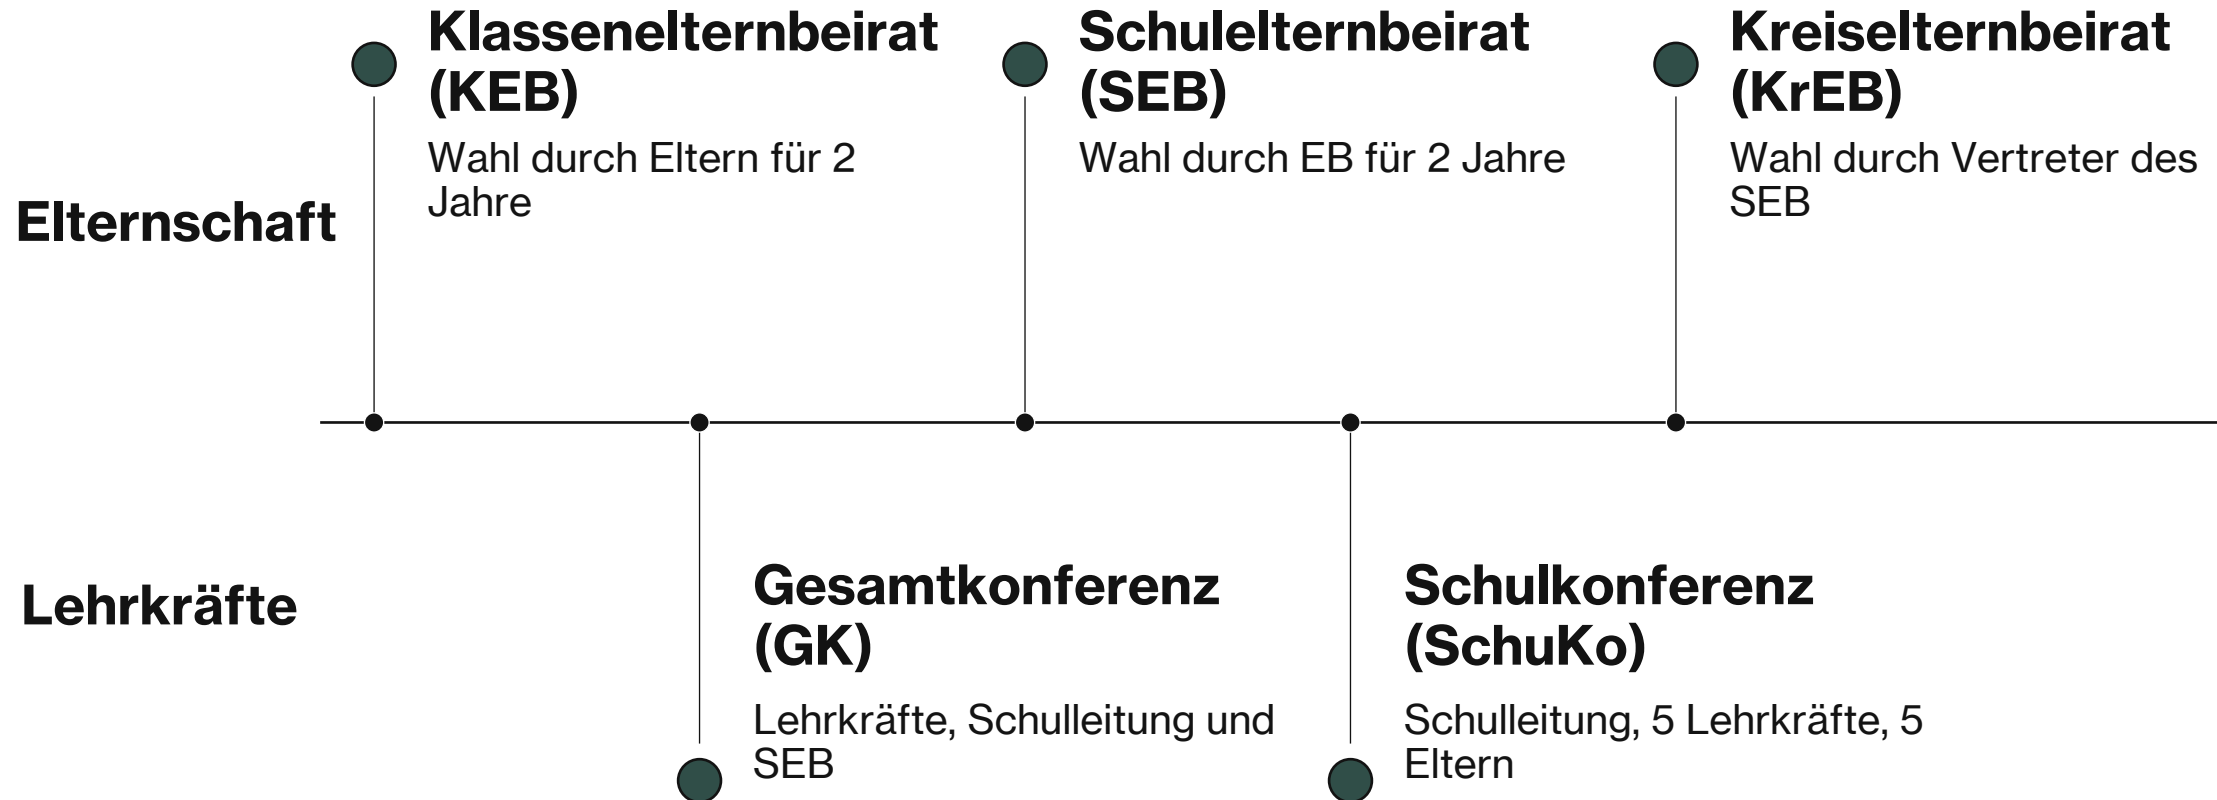 Klassenelternbeirat
(KEB)
Wahl durch Eltern für 2
Jahre
Schulelternbeirat
(SEB)
Wahl durch EB für 2 Jahre
Kreiselternbeirat
(KrEB)
Wahl durch Vertreter des
SEB
Elternschaft
Lehrkräfte
Gesamtkonferenz
(GK)
Lehrkräfte, Schulleitung und
SEB
Schulkonferenz
(SchuKo)
Schulleitung, 5 Lehrkräfte, 5
Eltern